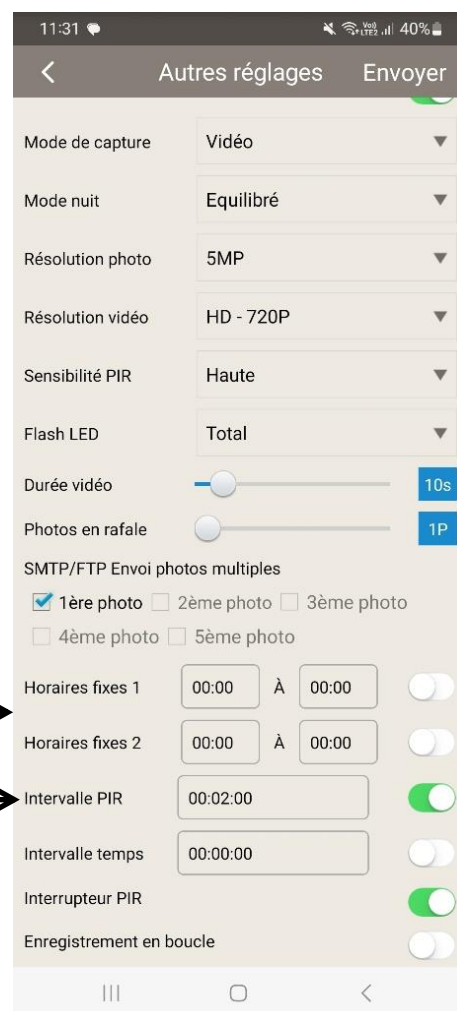 11:31 Vo)) LTE2 40%
Autres réglages Envoyer
Mode de capture Vidéo
Mode nuit Equilibré
Résolution photo 5MP
Résolution vidéo HD - 720P
Sensibilité PIR Haute
Flash LED Total
Durée vidéo 10s
Photos en rafale 1P
SMTP/FTP Envoi photos multiples
1ère photo 2ème photo 3ème photo
4ème photo 5ème photo
Horaires fixes 1 00:00 À 00:00
Horaires fixes 2 00:00 À 00:00
Intervalle PIR 00:02:00
Intervalle temps 00:00:00
Interrupteur PIR
Enregistrement en boucle